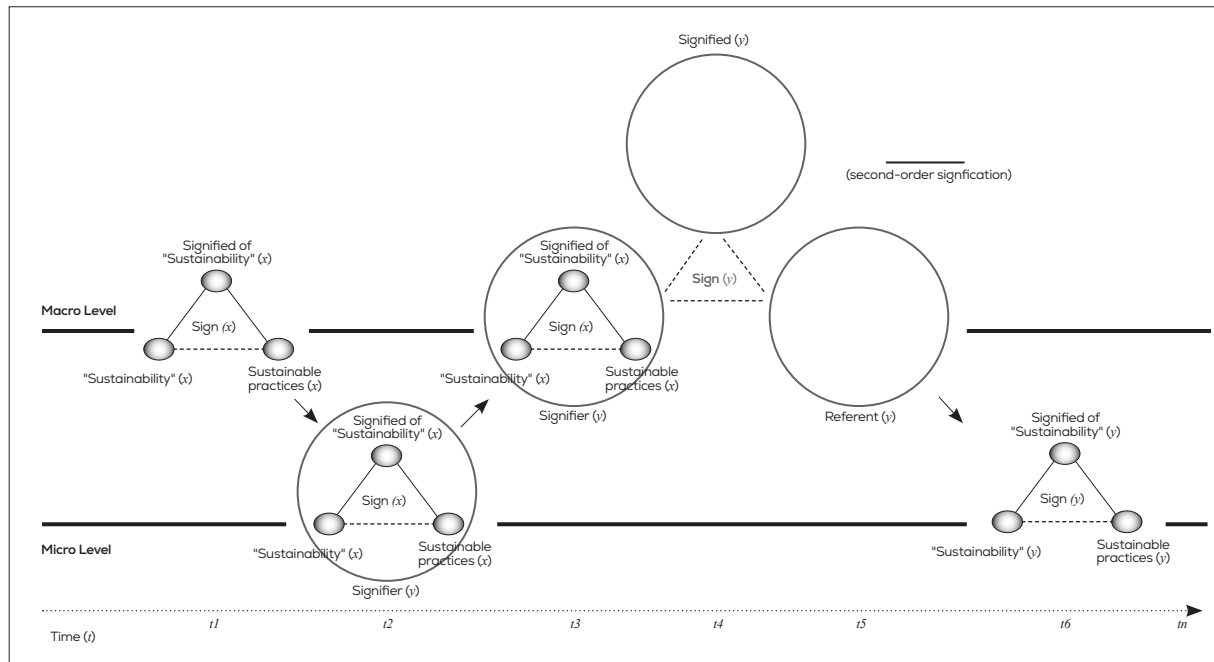 Signified (y)
(second-order signfication)
Signified of
"Sustainability" (x)
Sign (x)
"Sustainability" (x)
Sustainable
practices (x)
Macro Level
Signified of
"Sustainability" (x)
Sign (x)
"Sustainability" (x)
Sustainable
practices (x)
Signifier (y)
Sign (y)
Referent (y)
Signified of
"Sustainability" (x)
Sign (x)
"Sustainability" (x)
Sustainable
practices (x)
Signifier (y)
Signified of
"Sustainability" (y)
Sign (y)
"Sustainability" (y)
Sustainable
practices (y)
Micro Level
Time (t)
t1 t2 t3 t4 t5 t6 tn